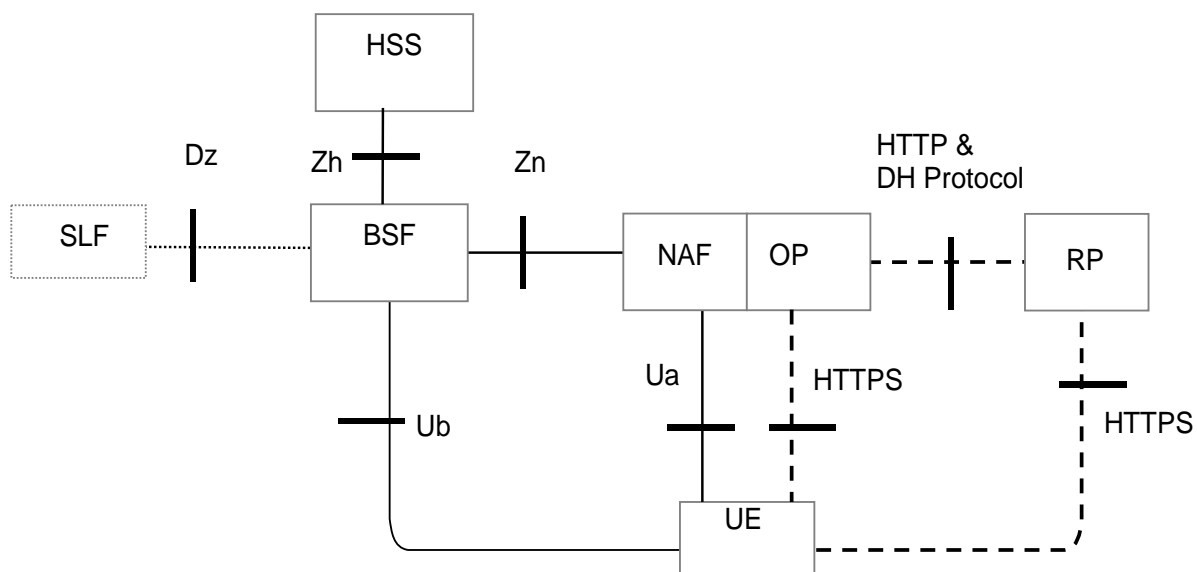 HSS
HTTP &
DH Protocol
Dz
Zh
Zn
SLF
BSF
NAF
OP
RP
Ua
HTTPS
Ub
HTTPS
UE